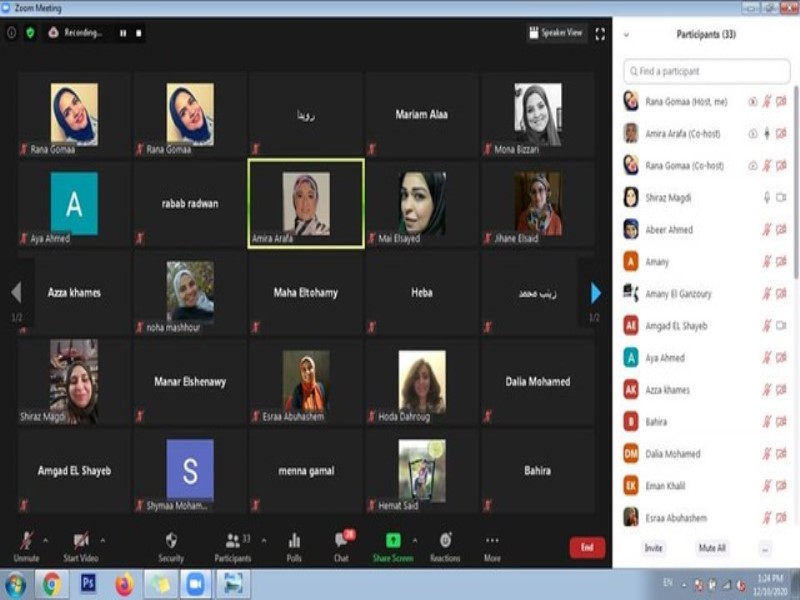 Zoom Meeting
Recording...
Speaker View
Participants (33)
Find a participant
Rana Gomaa
Rana Gomaa
رويدا
Mariam Alaa
Mona Bizzari
A
Aya Ahmed
rabab radwan
Amira Arafa
Mai Elsayed
Jihane Elsaid
Azza khames
noha mashhour
Maha Eltohamy
Heba
زينب محمد
1/2
1/2
Shiraz Magdi
Manar Elshenawy
Esraa Abuhashem
Hoda Dahroug
Dalia Mohamed
Amgad EL Shayeb
S
Shymaa Moham...
menna gamal
Hemat Said
Bahira
Rana Gomaa (Host, me)
Amira Arafa (Co-host)
Rana Gomaa (Co-host)
Shiraz Magdi
Abeer Ahmed
A Amany
Amany El Ganzoury
AE Amgad EL Shayeb
A Aya Ahmed
AK Azza khames
B Bahira
DM Dalia Mohamed
EK Eman Khalil
Esraa Abuhashem
Unmute
Start Video
Security
Participants 33
Polls
Chat
Share Screen
Reactions
More
End
Invite
Mute All
...
Ps
EN
1:24 PM
12/10/2020